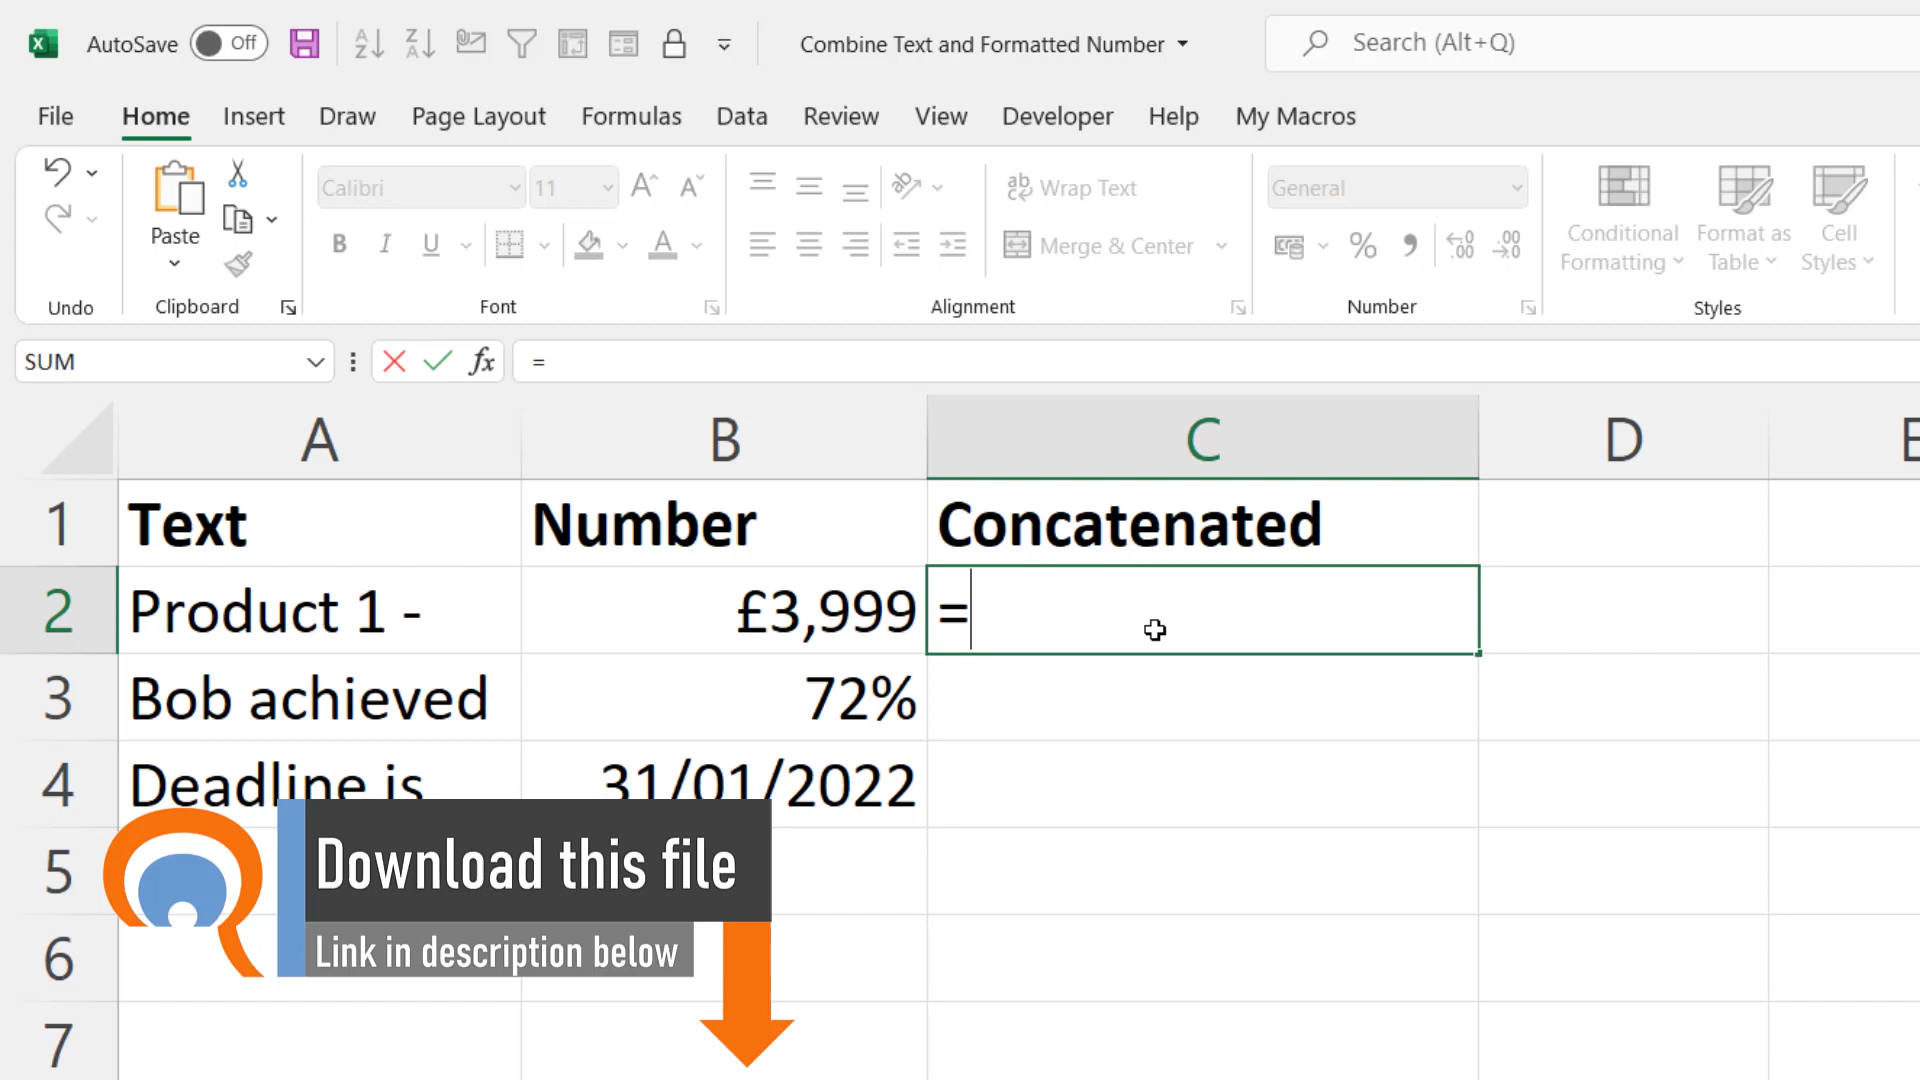 AutoSave Off Combine Text and Formatted Number Search (Alt+Q)
File Home Insert Draw Page Layout Formulas Data Review View Developer Help My Macros
Undo
Paste
Clipboard
Calibri 11
B I U
Font
Wrap Text
Merge & Center
Alignment
General
Number
Conditional Formatting
Format as Table
Cell Styles
Styles
SUM fx =
A B C D E
1 Text Number Concatenated
2 Product 1 - £3,999 =
3 Bob achieved 72%
4 Deadline is 31/01/2022
5
6
7
Download this file
Link in description below